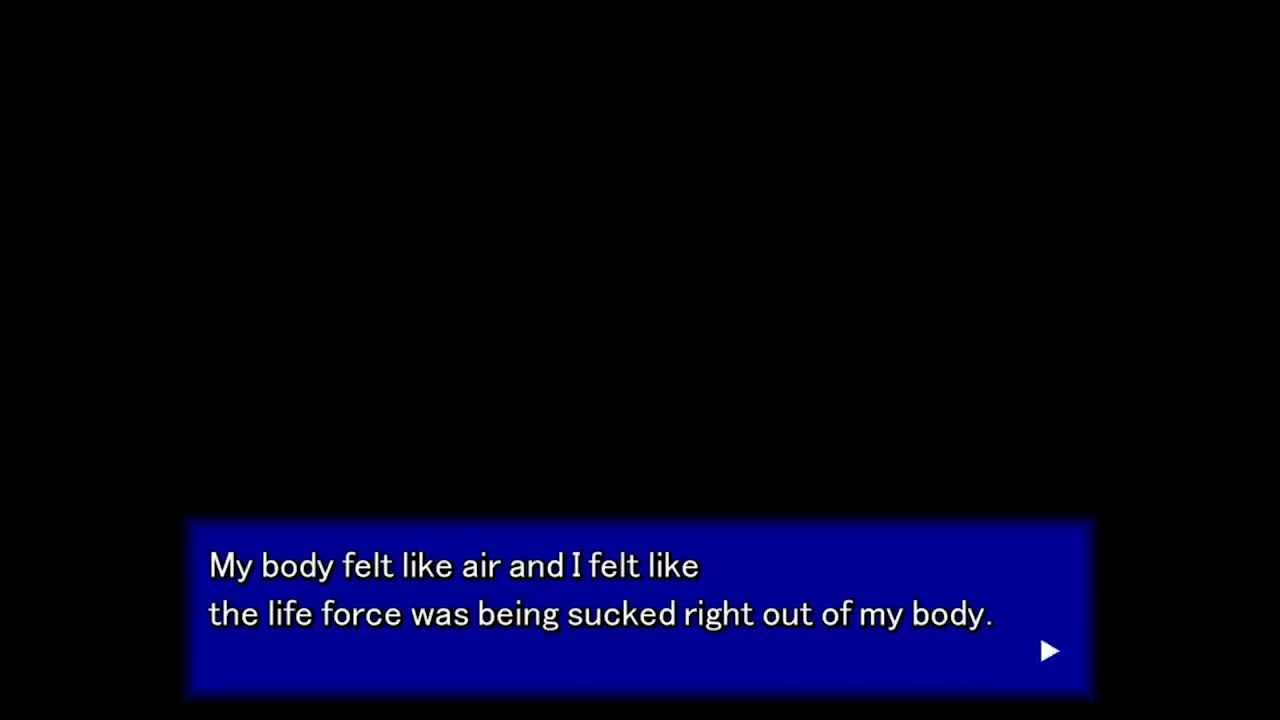 My body felt like air and I felt like
the life force was being sucked right out of my body.